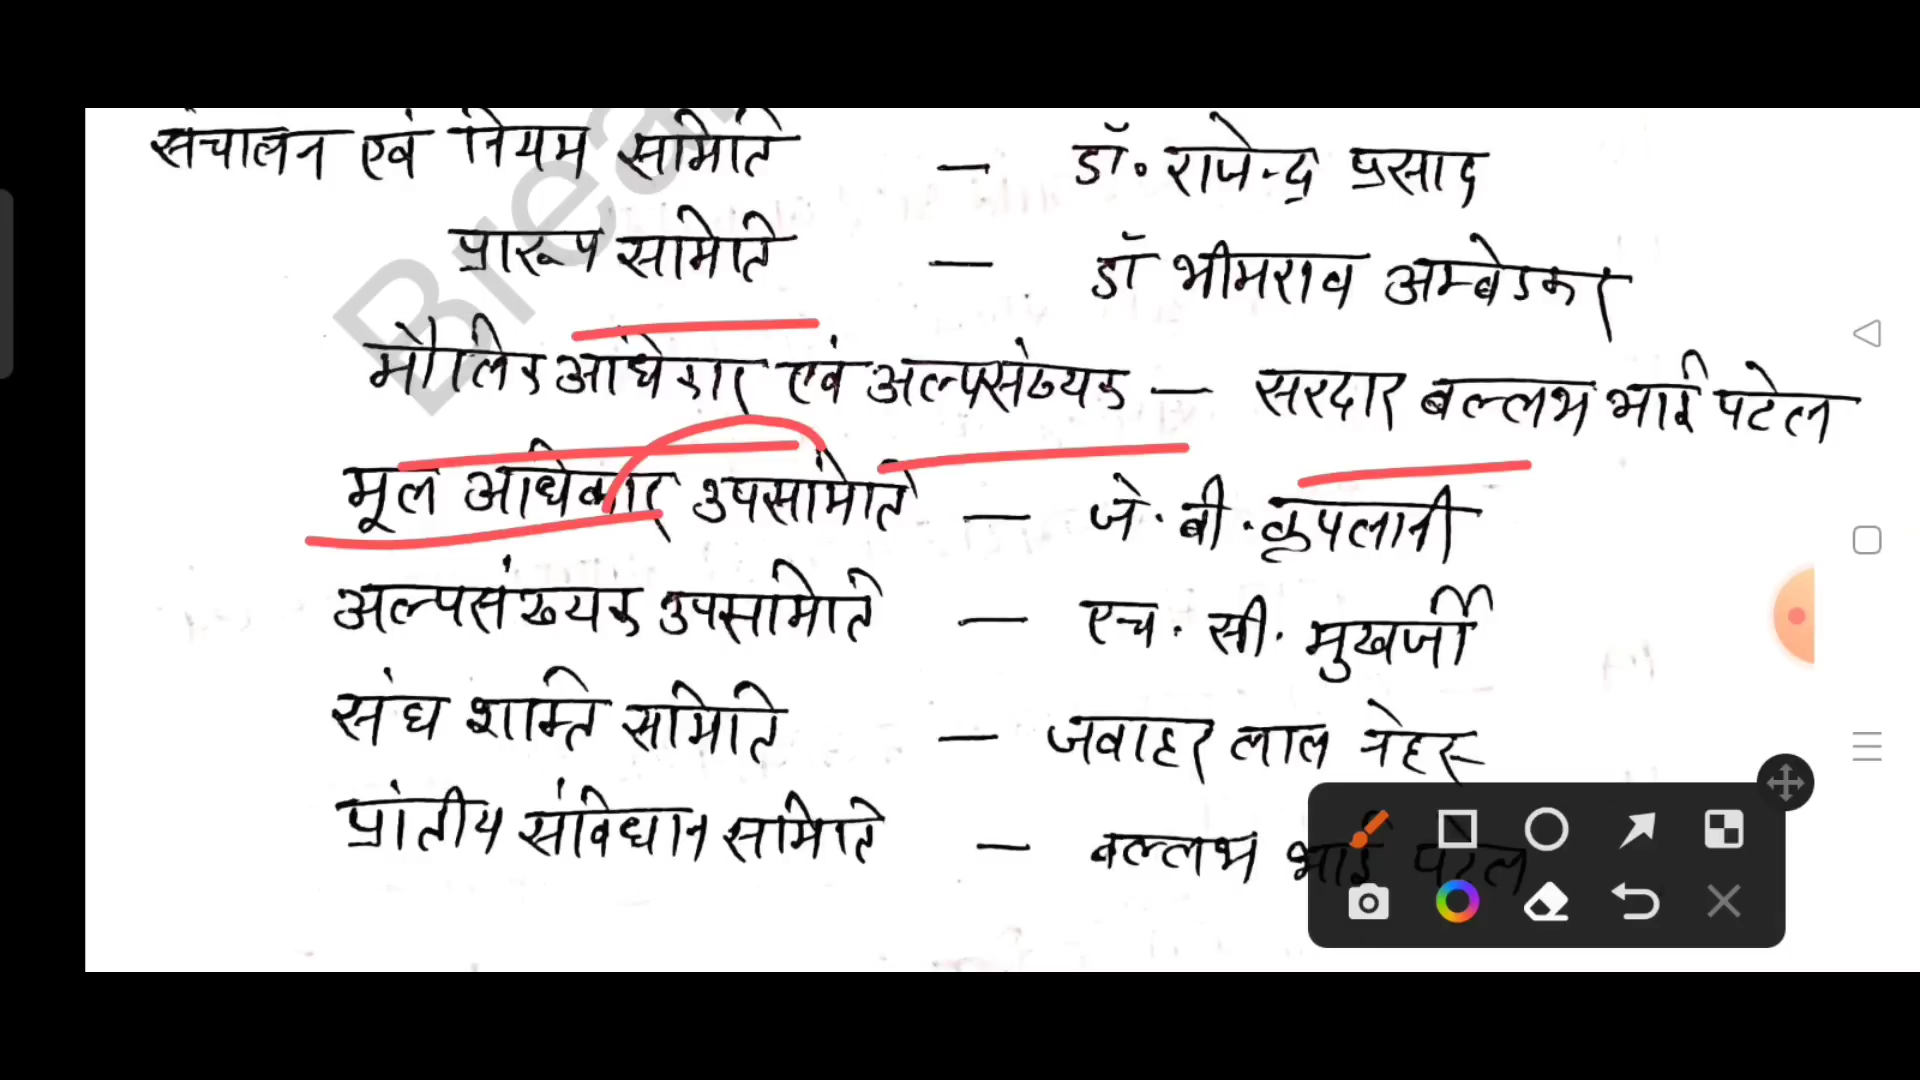 संचालन एवं नियम समिति — डॉ. राजेन्द्र प्रसाद
प्रारूप समिति — डॉ भीमराव अम्बेडकर
मौलिक अधिकार एवं अल्पसंख्यक — सरदार बल्लभ भाई पटेल
मूल अधिकार उपसमिति — जे. बी. कृपलानी
अल्पसंख्यक उपसमिति — एच. सी. मुखर्जी
संघ शक्ति समिति — जवाहर लाल नेहरू
प्रांतीय संविधान समिति — बल्लभ भाई पटेल
Brea